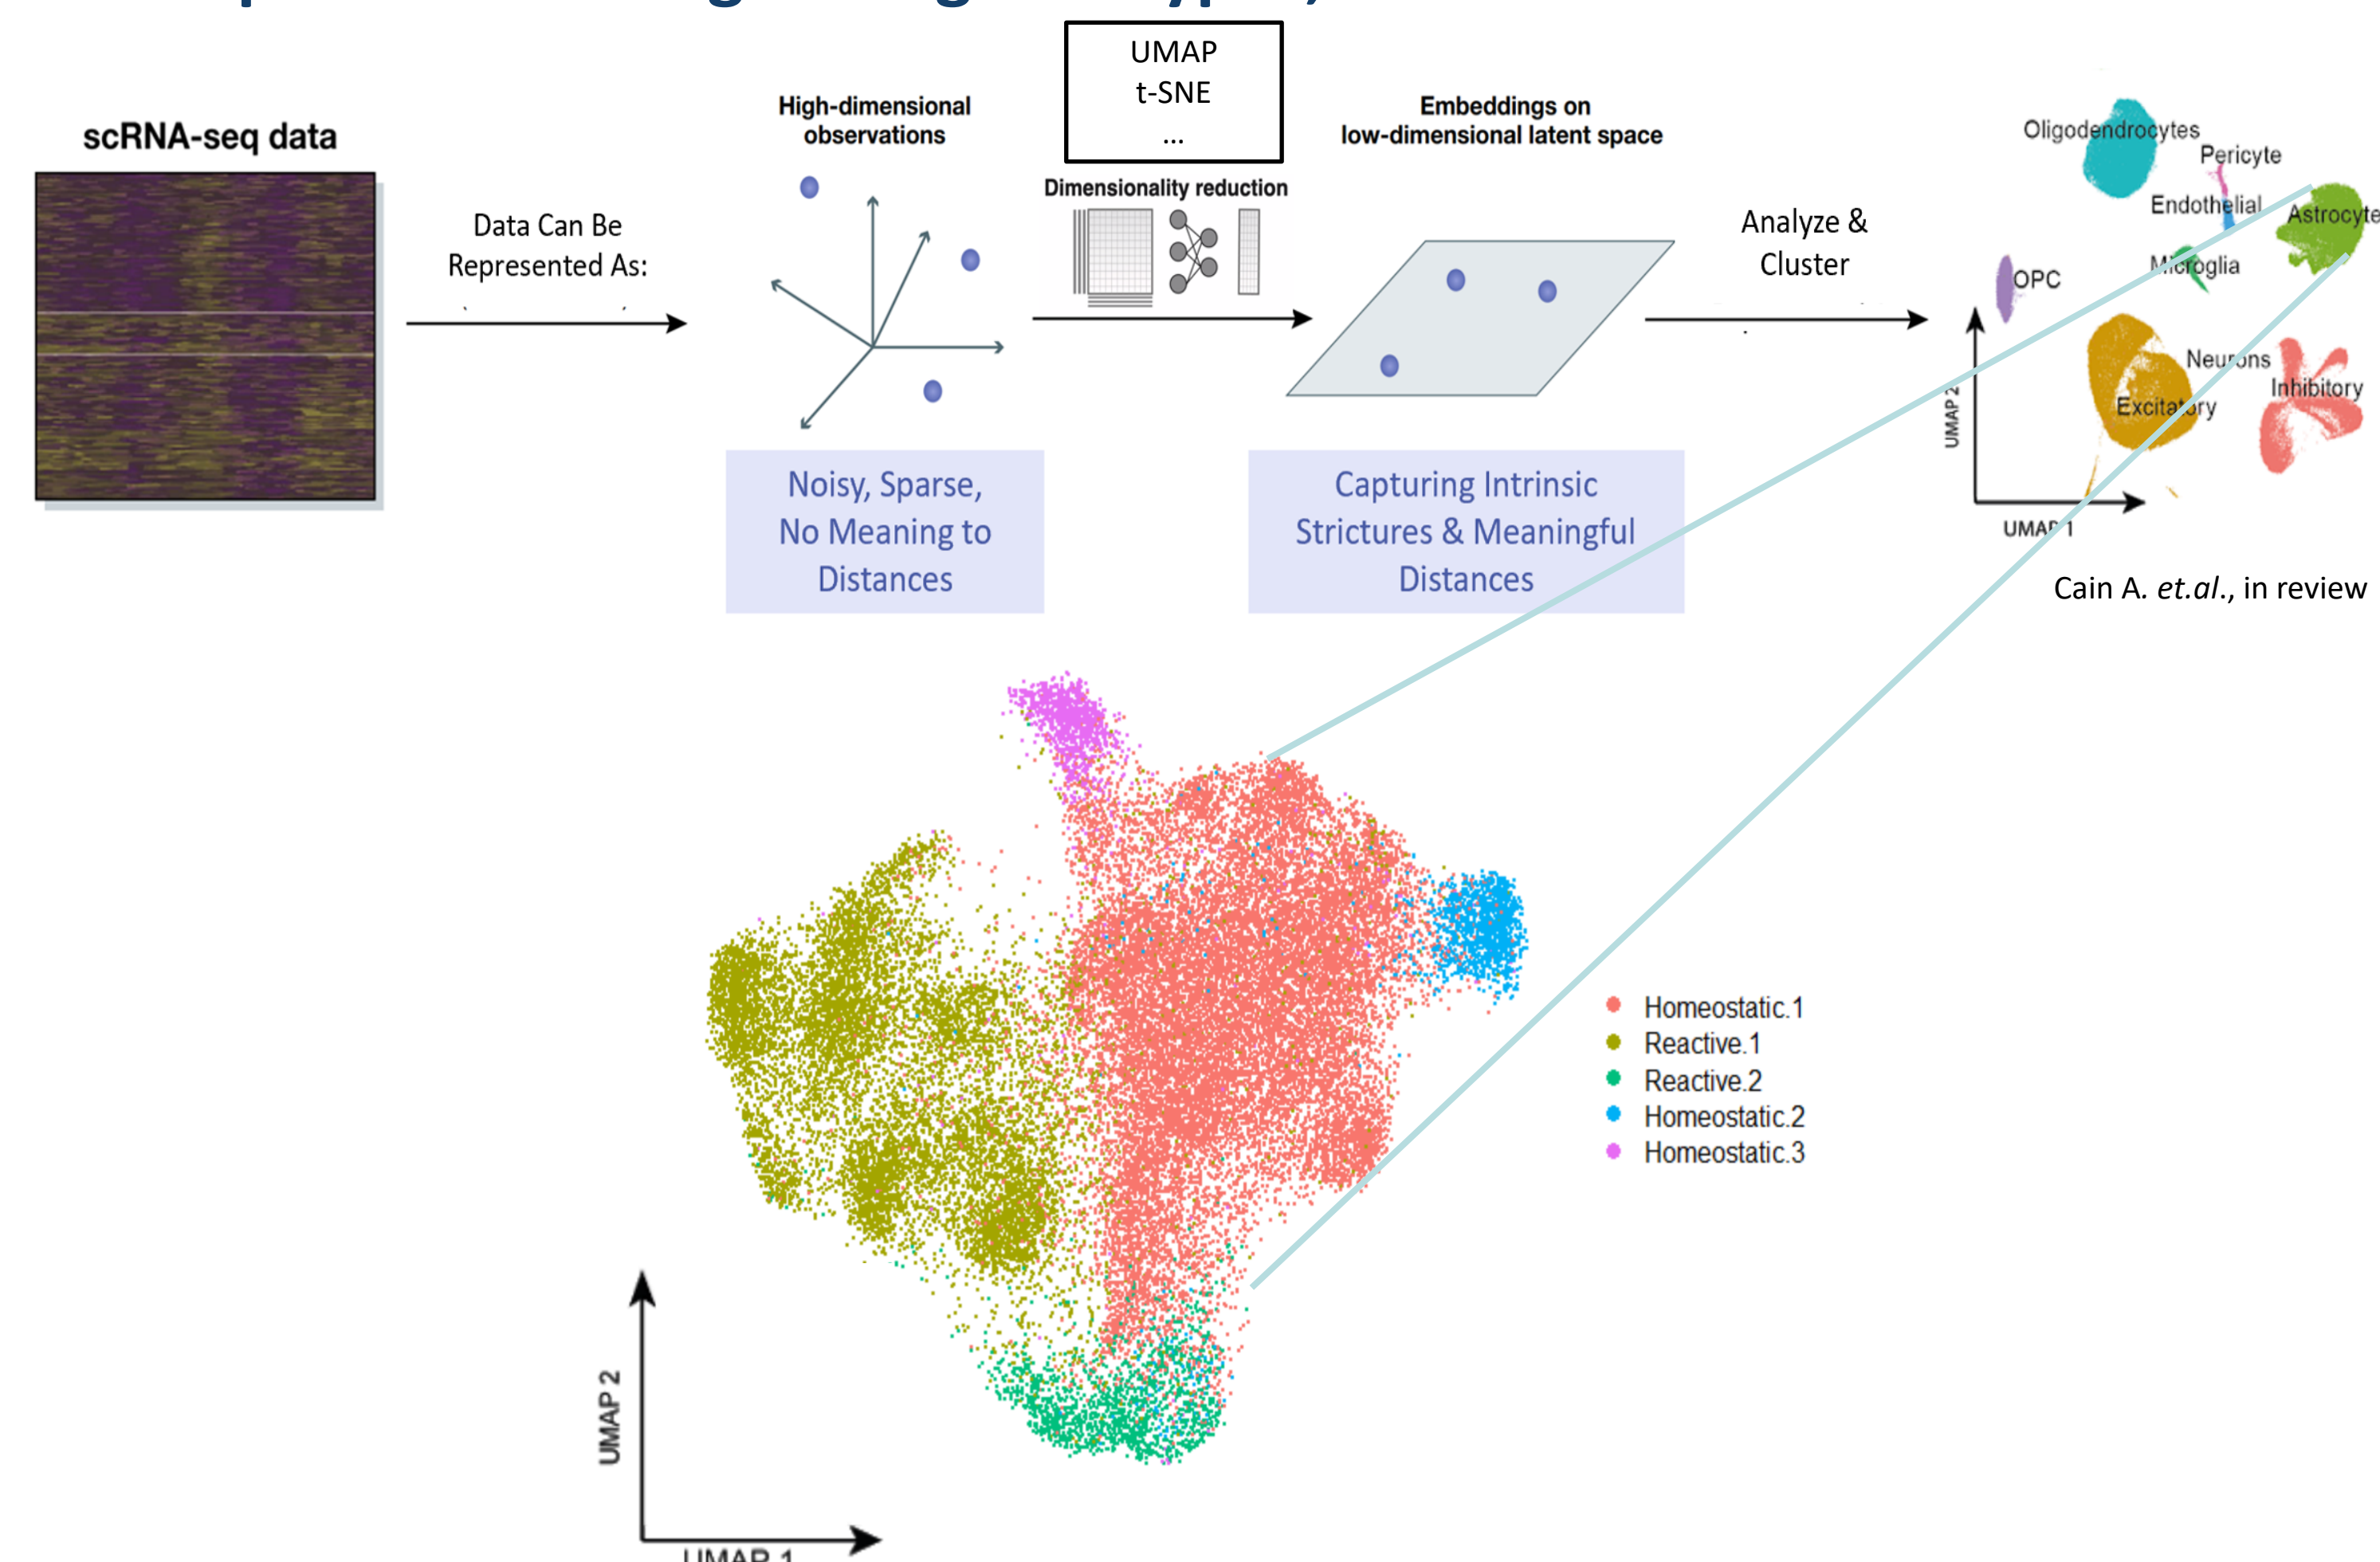 UMAP
t-SNE
...
scRNA-seq data
Data Can Be
Represented As:
High-dimensional
observations
Dimensionality reduction
Embeddings on
low-dimensional latent space
Analyze &
Cluster
Oligodendrocytes
Pericyte
Endothelial
Astrocyte
Microglia
OPC
Neurons
Inhibitory
Excitatory
UMAP 2
UMAP 1
Noisy, Sparse,
No Meaning to
Distances
Capturing Intrinsic
Strictures & Meaningful
Distances
Cain A. et.al., in review
Homeostatic.1
Reactive.1
Reactive.2
Homeostatic.2
Homeostatic.3
UMAP 2
UMAP 1